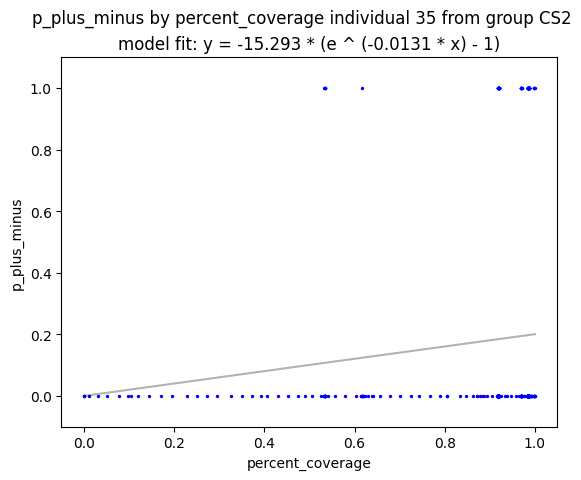 p_plus_minus by percent_coverage individual 35 from group CS2
model fit: y = -15.293 * (e ^ (-0.0131 * x) - 1)
1.0
0.8
0.6
0.4
0.2
0.0
p_plus_minus
0.0 0.2 0.4 0.6 0.8 1.0
percent_coverage